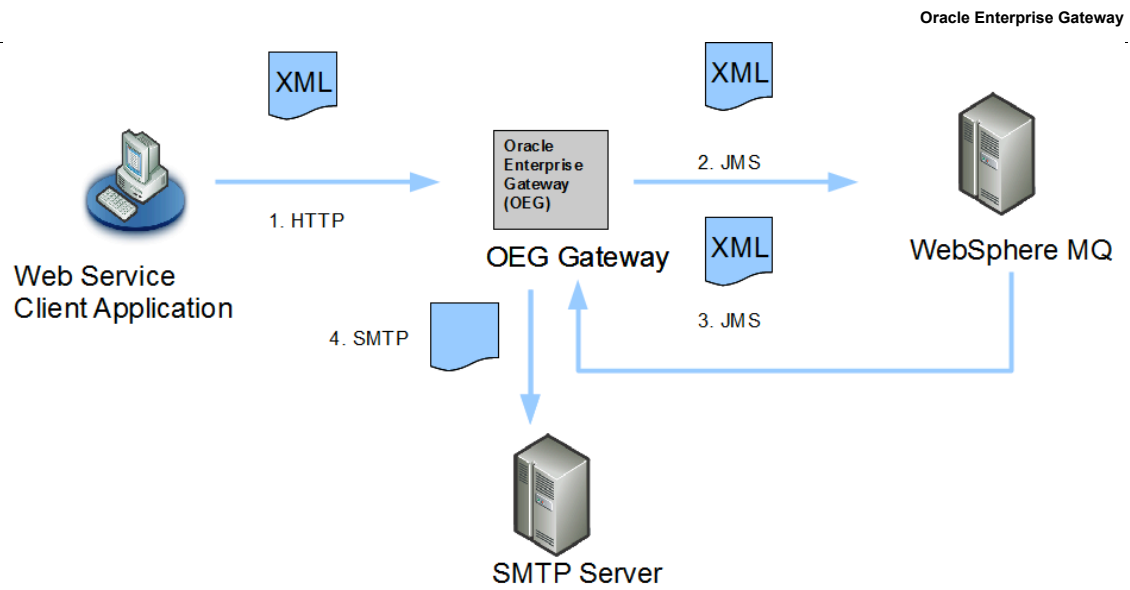 Oracle Enterprise Gateway
XML
XML
Oracle
Enterprise
Gateway
(OEG)
2. JMS
1. HTTP
OEG Gateway
XML
WebSphere MQ
Web Service
Client Application
3. JMS
4. SMTP
SMTP Server